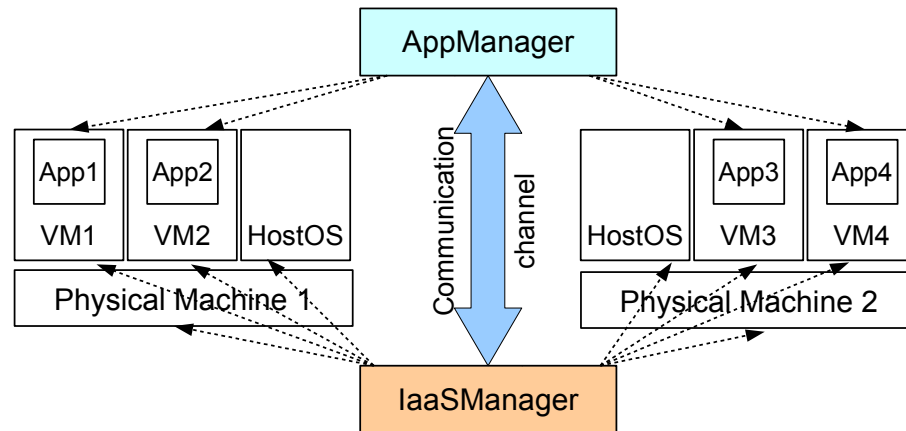 AppManager
App1
App2
App3
App4
VM1
VM2
HostOS
HostOS
VM3
VM4
Communication
channel
Physical Machine 1
Physical Machine 2
IaaSManager